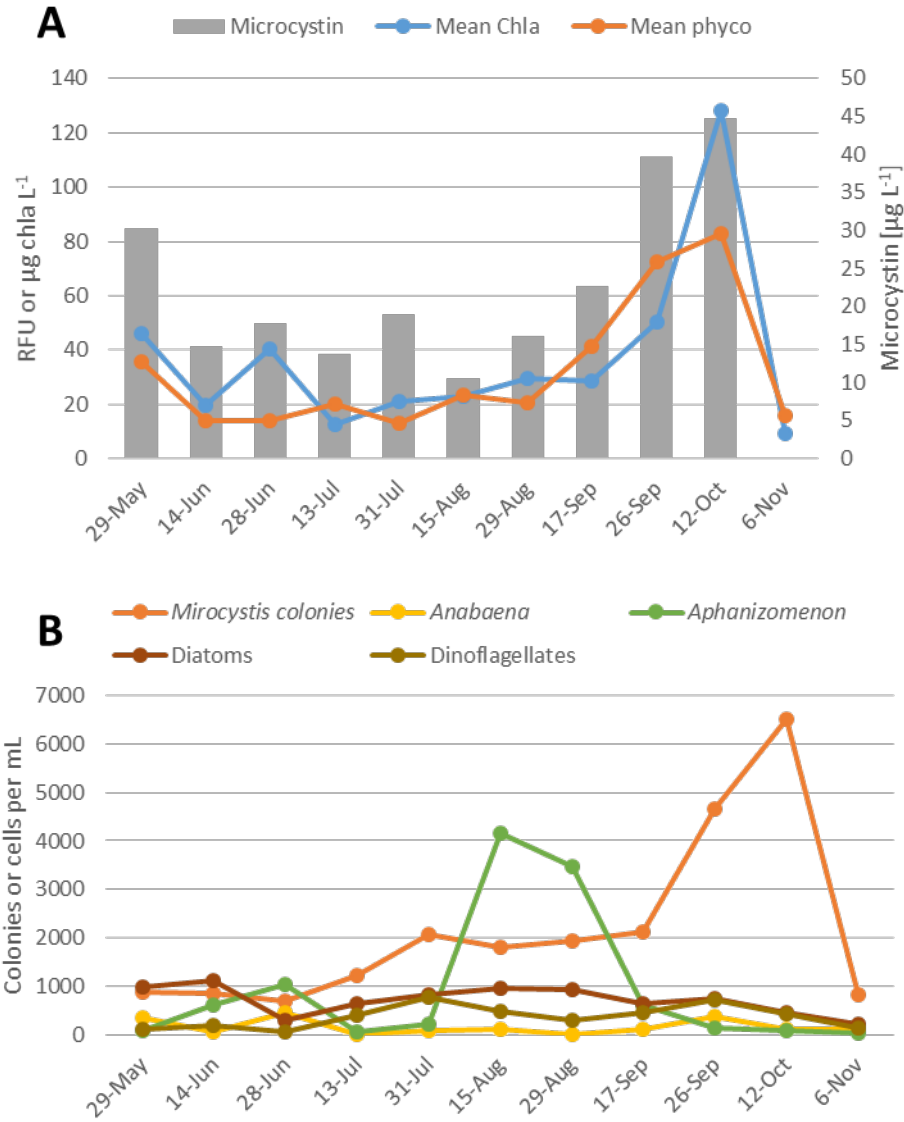 A
Microcystin Mean Chla Mean phyco
140
120
100
80
60
40
20
0
RFU or µg chla L-1
50
45
40
35
30
25
20
15
10
5
0
Microcystin [µg L-1]
29-May 14-Jun 28-Jun 13-Jul 31-Jul 15-Aug 29-Aug 17-Sep 26-Sep 12-Oct 6-Nov
B
Mirocystis colonies Anabaena Aphanizomenon
Diatoms Dinoflagellates
7000
6000
5000
4000
3000
2000
1000
0
Colonies or cells per mL
29-May 14-Jun 28-Jun 13-Jul 31-Jul 15-Aug 29-Aug 17-Sep 26-Sep 12-Oct 6-Nov